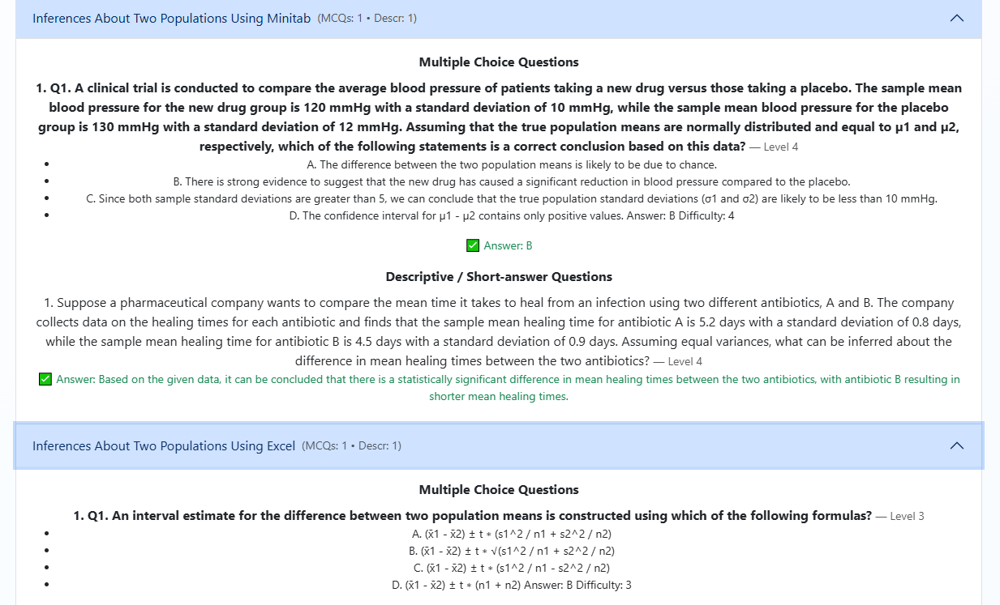 Inferences About Two Populations Using Minitab (MCQs: 1 • Descr: 1)
Multiple Choice Questions
1. Q1. A clinical trial is conducted to compare the average blood pressure of patients taking a new drug versus those taking a placebo. The sample mean
blood pressure for the new drug group is 120 mmHg with a standard deviation of 10 mmHg, while the sample mean blood pressure for the placebo
group is 130 mmHg with a standard deviation of 12 mmHg. Assuming that the true population means are normally distributed and equal to μ1 and μ2,
respectively, which of the following statements is a correct conclusion based on this data? — Level 4
• A. The difference between the two population means is likely to be due to chance.
• B. There is strong evidence to suggest that the new drug has caused a significant reduction in blood pressure compared to the placebo.
• C. Since both sample standard deviations are greater than 5, we can conclude that the true population standard deviations (σ1 and σ2) are likely to be less than 10 mmHg.
• D. The confidence interval for μ1 - μ2 contains only positive values. Answer: B Difficulty: 4
✅ Answer: B
Descriptive / Short-answer Questions
1. Suppose a pharmaceutical company wants to compare the mean time it takes to heal from an infection using two different antibiotics, A and B. The company
collects data on the healing times for each antibiotic and finds that the sample mean healing time for antibiotic A is 5.2 days with a standard deviation of 0.8 days,
while the sample mean healing time for antibiotic B is 4.5 days with a standard deviation of 0.9 days. Assuming equal variances, what can be inferred about the
difference in mean healing times between the two antibiotics? — Level 4
✅ Answer: Based on the given data, it can be concluded that there is a statistically significant difference in mean healing times between the two antibiotics, with antibiotic B resulting in
shorter mean healing times.
Inferences About Two Populations Using Excel (MCQs: 1 • Descr: 1)
Multiple Choice Questions
1. Q1. An interval estimate for the difference between two population means is constructed using which of the following formulas? — Level 3
• A. (x̄1 - x̄2) ± t * (s1^2 / n1 + s2^2 / n2)
• B. (x̄1 - x̄2) ± t * √(s1^2 / n1 + s2^2 / n2)
• C. (x̄1 - x̄2) ± t * (s1^2 / n1 - s2^2 / n2)
• D. (x̄1 - x̄2) ± t * (n1 + n2) Answer: B Difficulty: 3